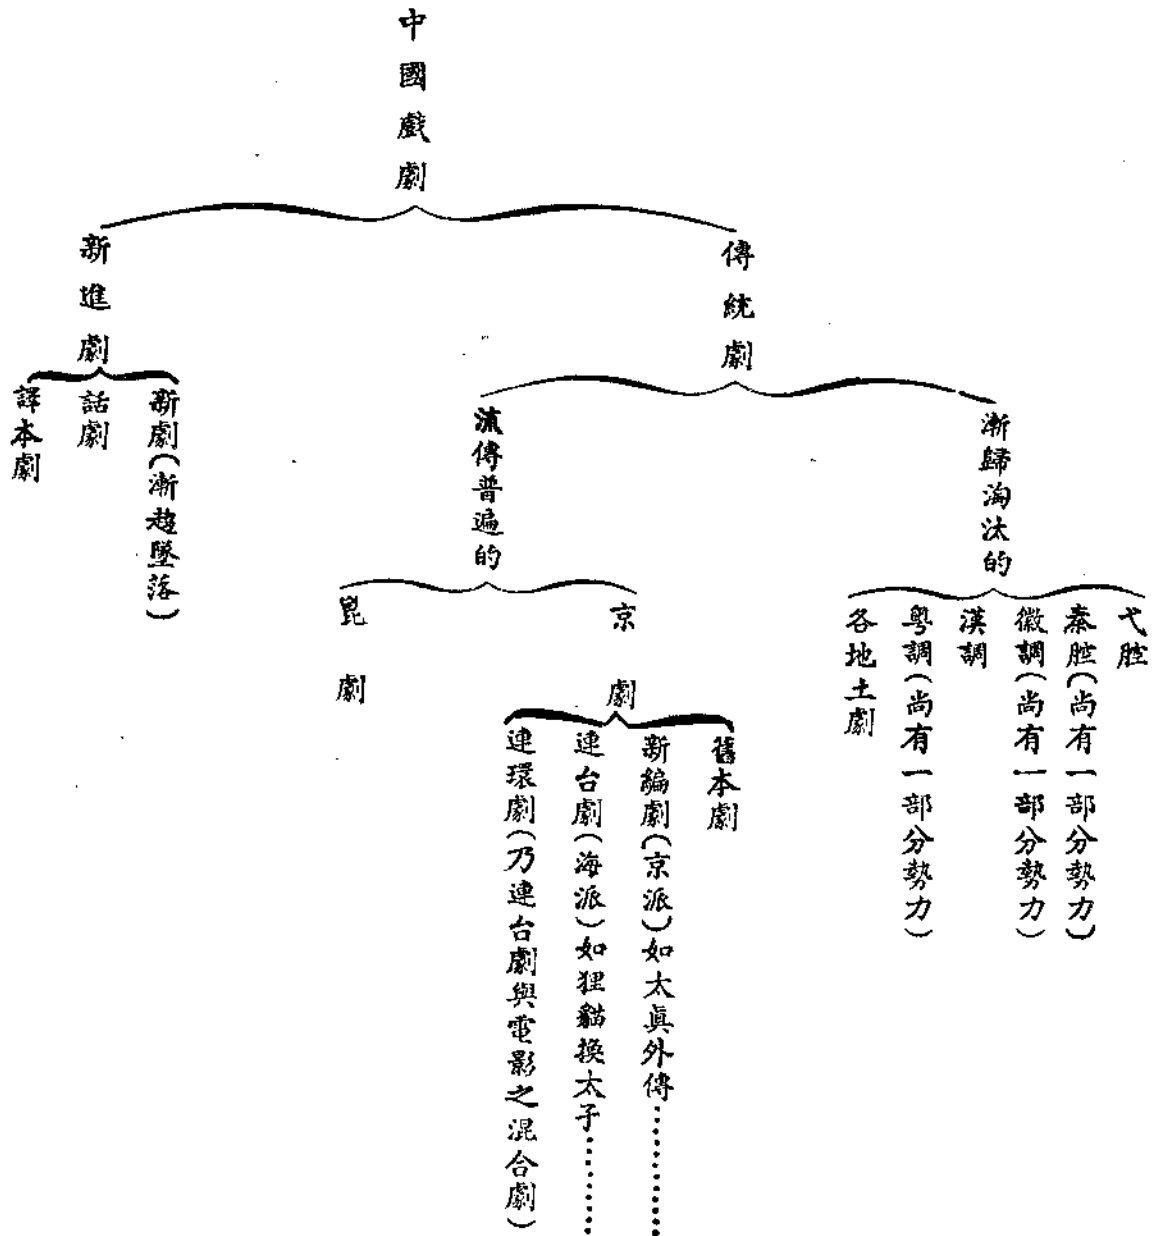 中國戲劇
傳統劇
漸歸淘汰的
弋腔
秦腔(尚有一部分勢力)
徽調(尚有一部分勢力)
漢調
粵調(尚有一部分勢力)
各地土劇
流傳普遍的
京劇
舊本劇
新編劇(京派)如太眞外傳………
連台劇(海派)如狸貓換太子………
連環劇(乃連台劇與電影之混合劇)
崑劇
新進劇
新劇(漸趨墜落)
話劇
譯本劇